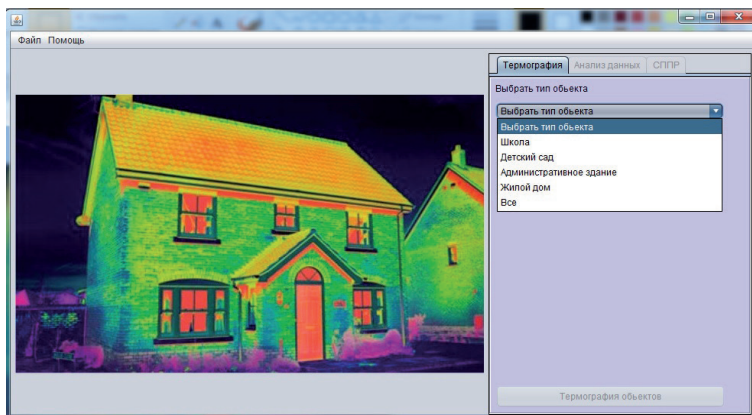 Файл Помощь
Термография Анализ данных СППР
Выбрать тип обьекта
Выбрать тип обьекта
Выбрать тип обьекта
Школа
Детский сад
Административное здание
Жилой дом
Все
Термография обьектов